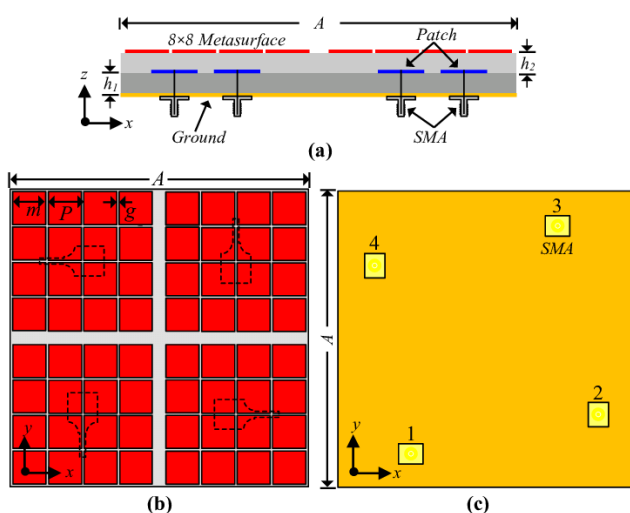 A
8×8 Metasurface
Patch
h₁
h₂
z
x
Ground
SMA
(a)
A
m
P
g
y
x
(b)
A
3
SMA
4
2
1
y
x
(c)